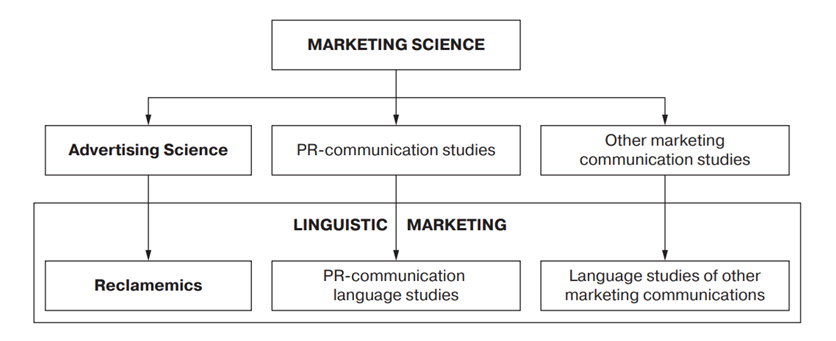 MARKETING SCIENCE
Advertising Science
PR-communication studies
Other marketing
communication studies
LINGUISTIC MARKETING
Reclamemics
PR-communication
language studies
Language studies of other
marketing communications